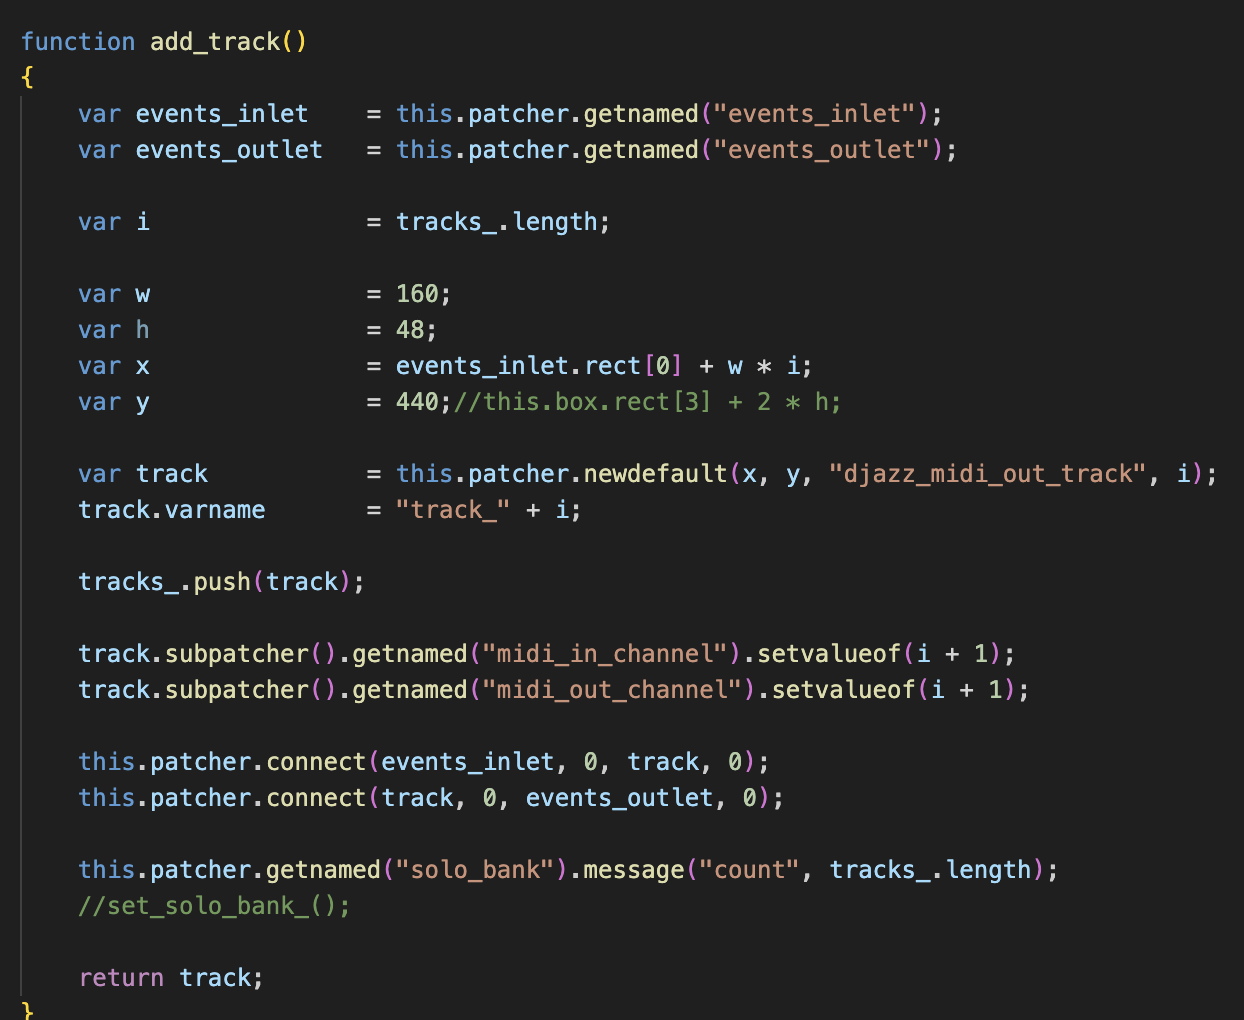 function add_track()
{
    var events_inlet    = this.patcher.getnamed("events_inlet");
    var events_outlet   = this.patcher.getnamed("events_outlet");

    var i               = tracks_.length;

    var w               = 160;
    var h               = 48;
    var x               = events_inlet.rect[0] + w * i;
    var y               = 440;//this.box.rect[3] + 2 * h;

    var track           = this.patcher.newdefault(x, y, "djazz_midi_out_track", i);
    track.varname       = "track_" + i;

    tracks_.push(track);

    track.subpatcher().getnamed("midi_in_channel").setvalueof(i + 1);
    track.subpatcher().getnamed("midi_out_channel").setvalueof(i + 1);

    this.patcher.connect(events_inlet, 0, track, 0);
    this.patcher.connect(track, 0, events_outlet, 0);

    this.patcher.getnamed("solo_bank").message("count", tracks_.length);
    //set_solo_bank_();

    return track;
}